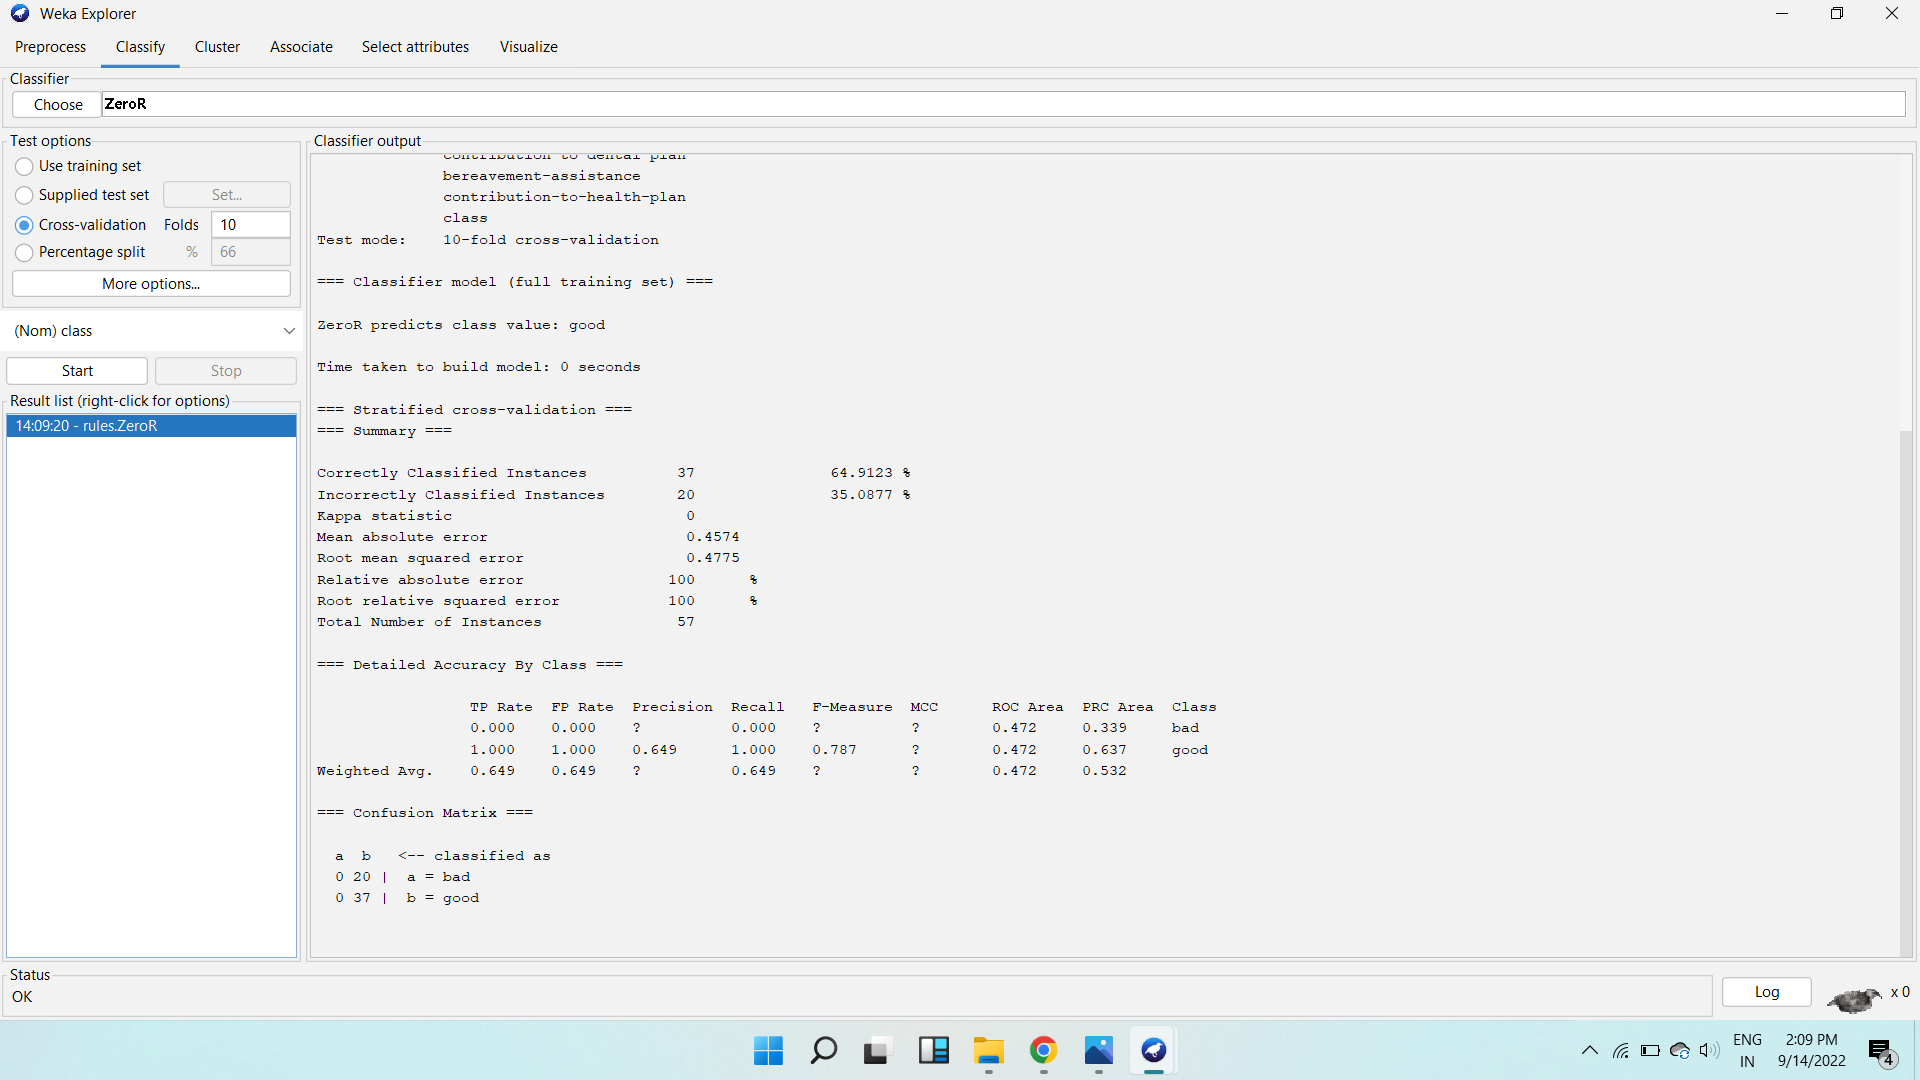 Weka Explorer
Preprocess Classify Cluster Associate Select attributes Visualize
Classifier
Choose ZeroR
Test options
Use training set
Supplied test set Set...
Cross-validation Folds 10
Percentage split % 66
More options...
(Nom) class
Start Stop
Result list (right-click for options)
14:09:20 - rules.ZeroR
Classifier output
contribution-to-dental-plan
bereavement-assistance
contribution-to-health-plan
class
Test mode: 10-fold cross-validation
=== Classifier model (full training set) ===
ZeroR predicts class value: good
Time taken to build model: 0 seconds
=== Stratified cross-validation ===
=== Summary ===
Correctly Classified Instances 37 64.9123 %
Incorrectly Classified Instances 20 35.0877 %
Kappa statistic 0
Mean absolute error 0.4574
Root mean squared error 0.4775
Relative absolute error 100 %
Root relative squared error 100 %
Total Number of Instances 57
=== Detailed Accuracy By Class ===
TP Rate FP Rate Precision Recall F-Measure MCC ROC Area PRC Area Class
0.000 0.000 ? 0.000 ? ? 0.472 0.339 bad
1.000 1.000 0.649 1.000 0.787 ? 0.472 0.637 good
Weighted Avg. 0.649 0.649 ? 0.649 ? ? 0.472 0.532
=== Confusion Matrix ===
a b <-- classified as
0 20 | a = bad
0 37 | b = good
Status
OK
Log x 0
ENG 2:09 PM
IN 9/14/2022 4